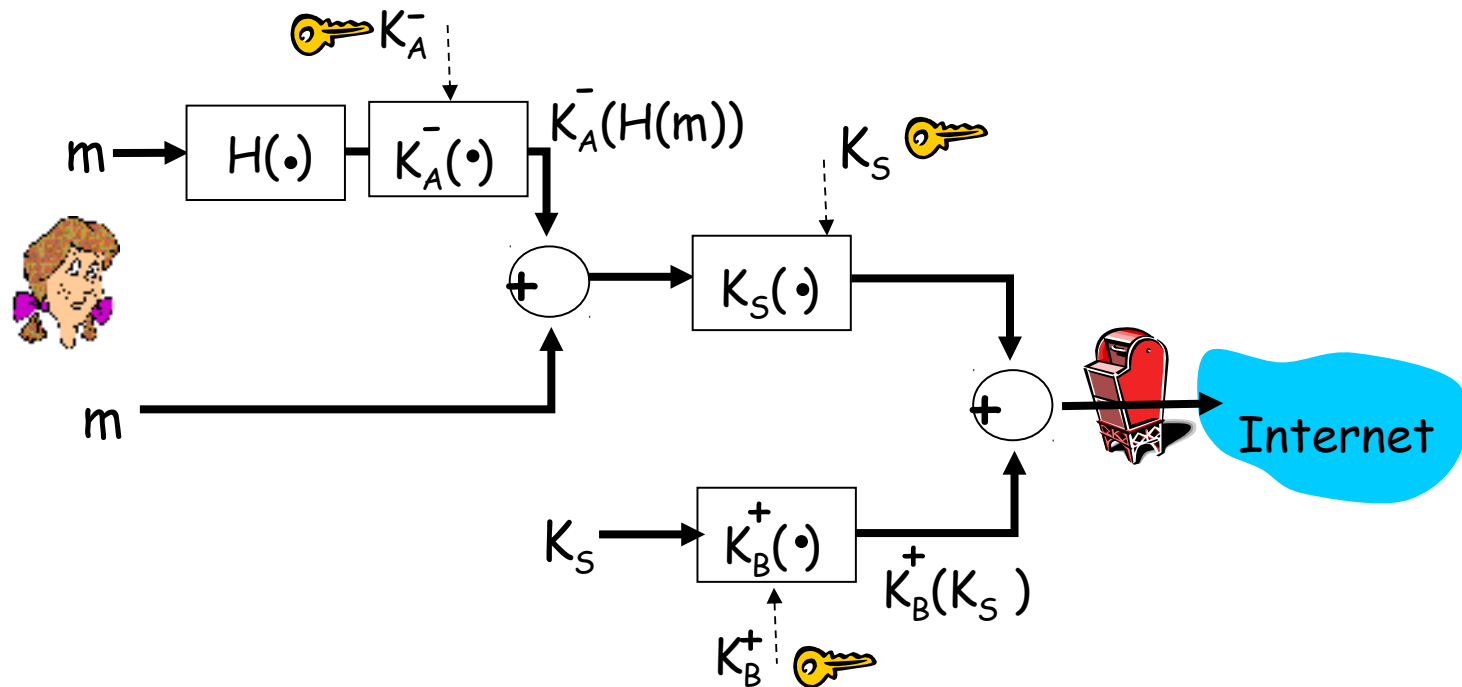 K_A^-
m
H(•)
K_A^-(•)
K_A^-(H(m))
K_S
+
K_S(•)
m
+
Internet
K_S
K_B^+(•)
K_B^+(K_S )
K_B^+